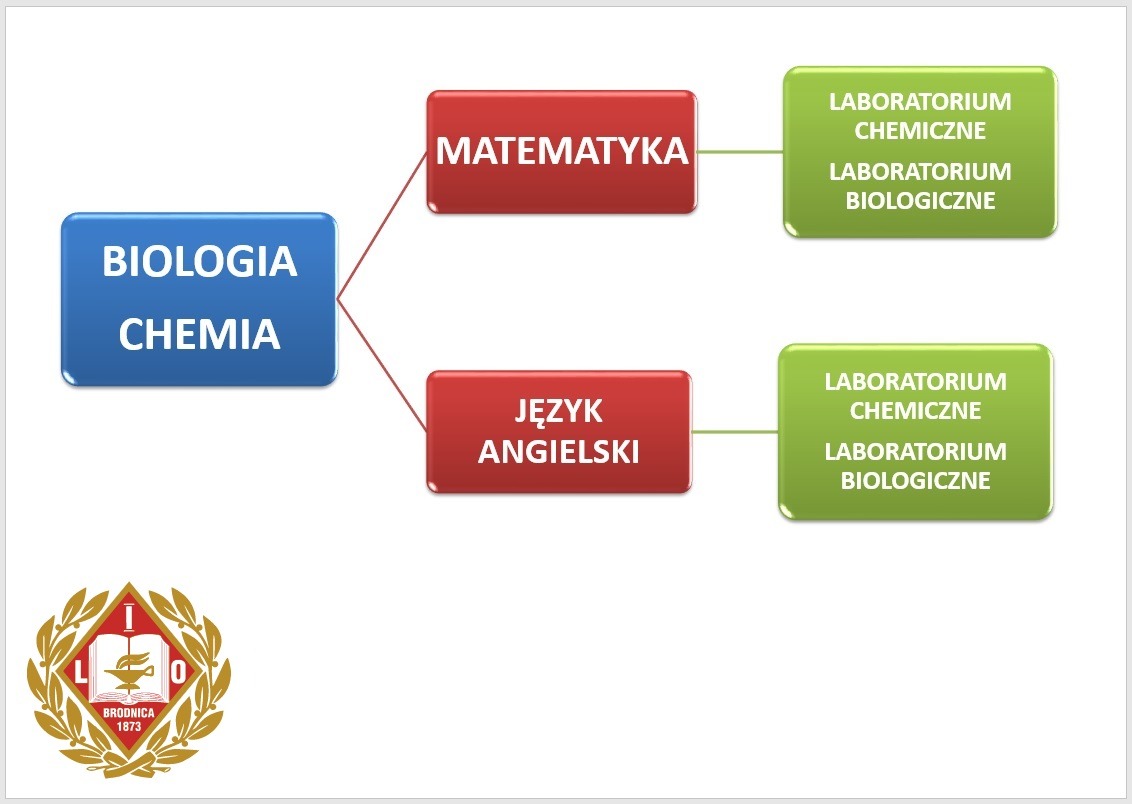 BIOLOGIA
CHEMIA
MATEMATYKA
LABORATORIUM
CHEMICZNE
LABORATORIUM
BIOLOGICZNE
JĘZYK
ANGIELSKI
LABORATORIUM
CHEMICZNE
LABORATORIUM
BIOLOGICZNE
I
L O
BRODNICA
1873